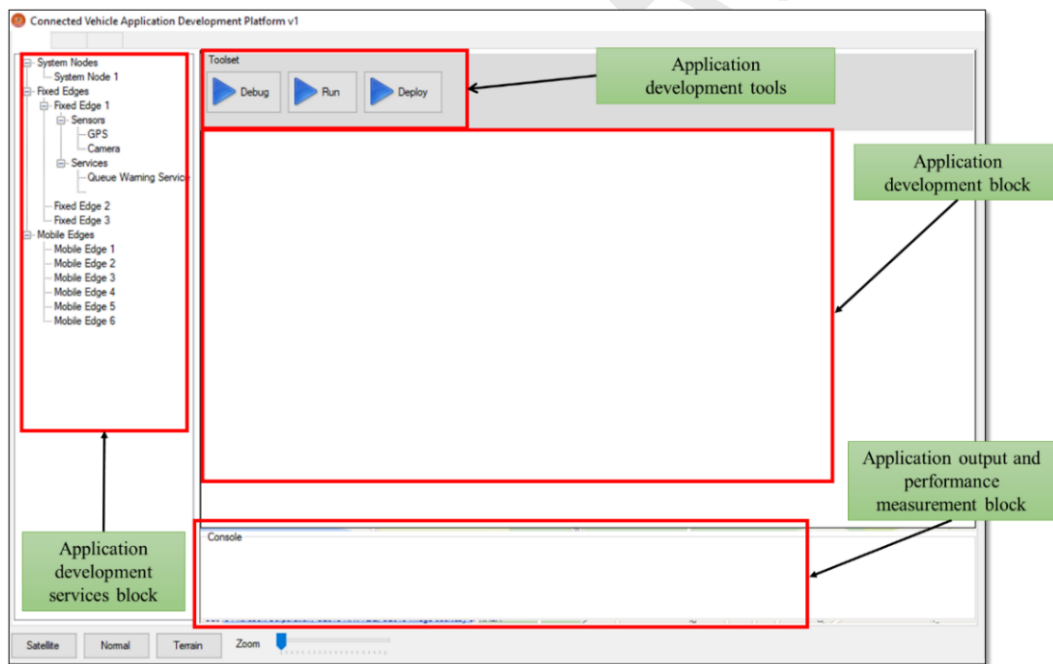 Connected Vehicle Application Development Platform v1
System Nodes
System Node 1
Fixed Edges
Fixed Edge 1
Sensors
GPS
Camera
Services
Queue Warning Service
Fixed Edge 2
Fixed Edge 3
Mobile Edges
Mobile Edge 1
Mobile Edge 2
Mobile Edge 3
Mobile Edge 4
Mobile Edge 5
Mobile Edge 6
Toolset
Debug
Run
Deploy
Application
development tools
Application
development block
Application output and
performance
measurement block
Console
Application
development
services block
Satellite
Normal
Terrain
Zoom